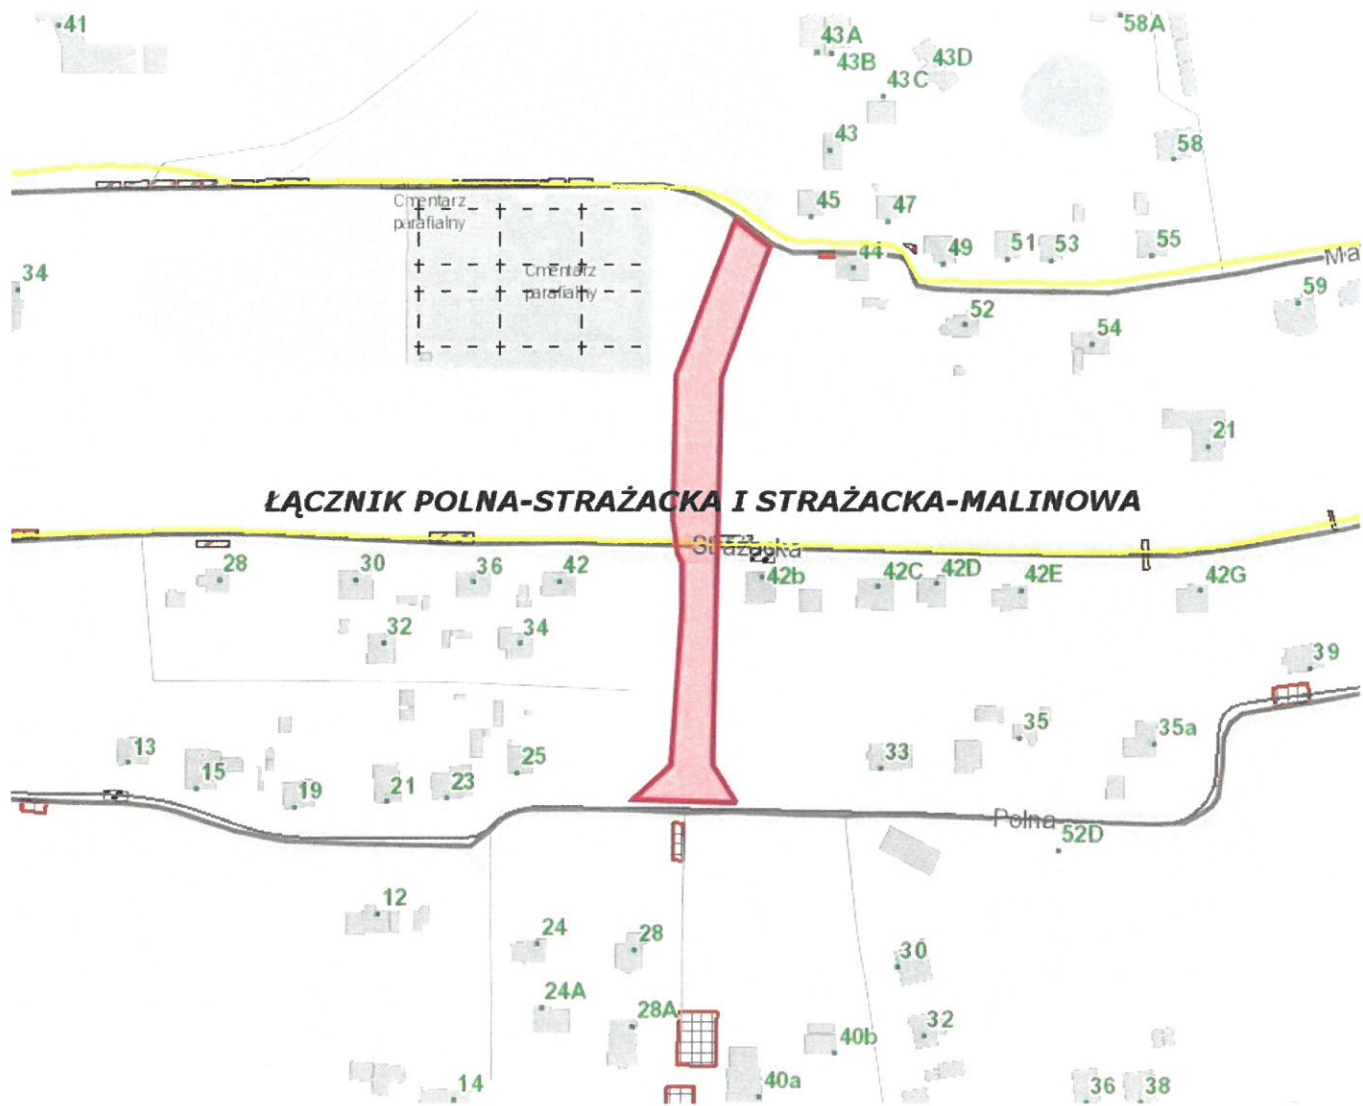 41
43A
43B
43D
58A
43C
43
58
Cmentarz
parafialny
45
47
44
49
51
53
55
Ma
34
Cmentarz
parafialny
59
52
54
21
ŁĄCZNIK POLNA-STRAŻACKA I STRAŻACKA-MALINOWA
Strażacka
28
30
36
42
42b
42C
42D
42E
42G
32
34
39
13
15
19
21
23
25
33
35
35a
Polna
52D
12
24
28
30
24A
28A
32
40b
14
40a
36
38